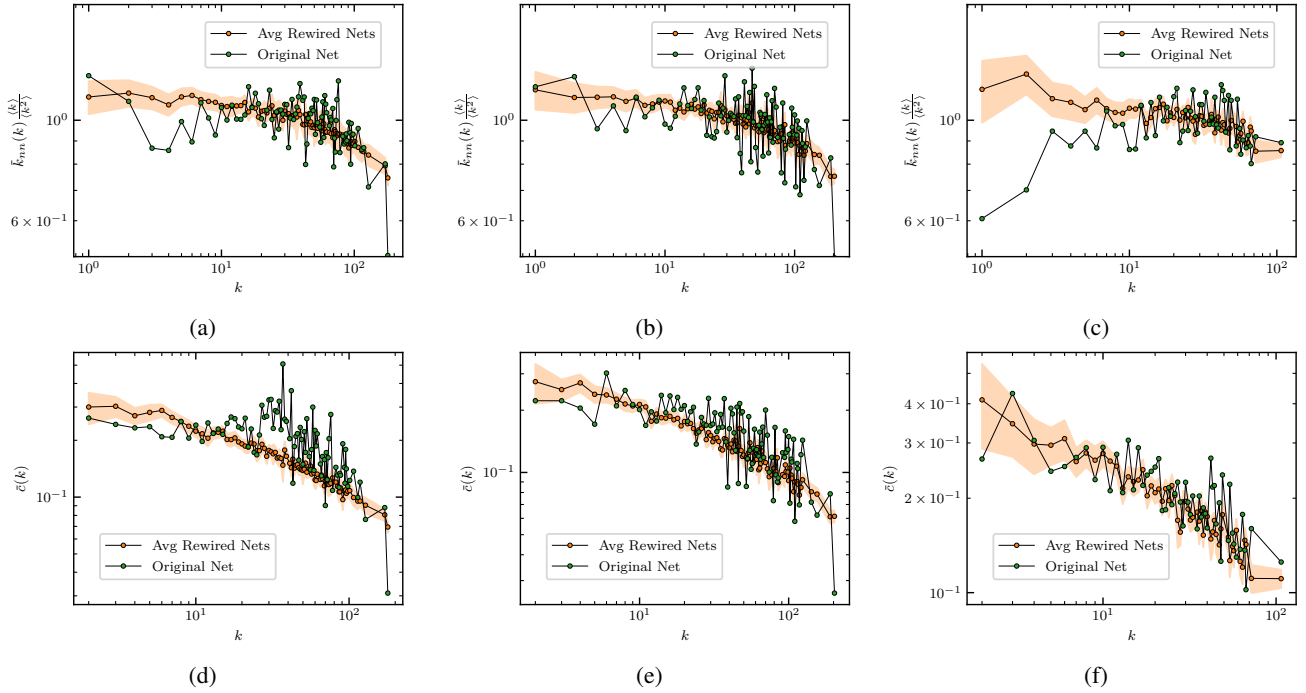 Avg Rewired Nets
Original Net
k̄ₙₙ(k) ⟨k⟩/⟨k²⟩
10⁰
6 × 10⁻¹
10⁰
10¹
10²
k
(a)
Avg Rewired Nets
Original Net
k̄ₙₙ(k) ⟨k⟩/⟨k²⟩
10⁰
6 × 10⁻¹
10⁰
10¹
10²
k
(b)
Avg Rewired Nets
Original Net
k̄ₙₙ(k) ⟨k⟩/⟨k²⟩
10⁰
6 × 10⁻¹
10⁰
10¹
10²
k
(c)
c̄(k)
10⁻¹
Avg Rewired Nets
Original Net
10¹
10²
k
(d)
c̄(k)
10⁻¹
Avg Rewired Nets
Original Net
10¹
10²
k
(e)
c̄(k)
4 × 10⁻¹
3 × 10⁻¹
2 × 10⁻¹
10⁻¹
Avg Rewired Nets
Original Net
10¹
10²
k
(f)